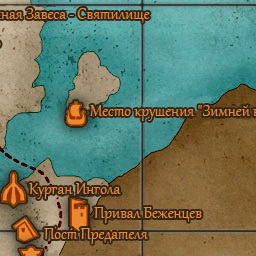 ная Завеса - Святилище
Место крушения "Зимней в
Курган Ингола
Привал Беженцев
Пост Предателя